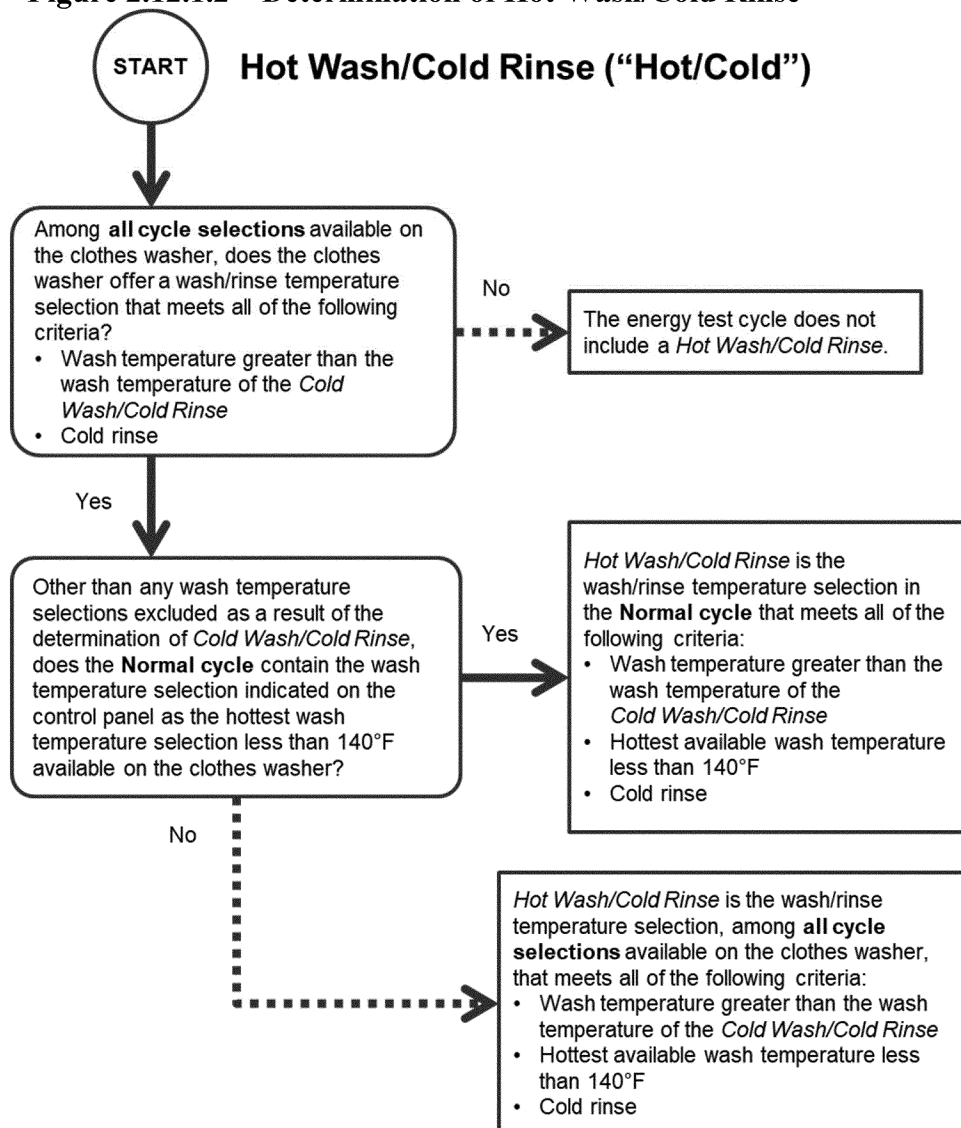 Figure 2.12.1.2 – Determination of Hot Wash/Cold Rinse
START
Hot Wash/Cold Rinse (“Hot/Cold”)
Among all cycle selections available on
the clothes washer, does the clothes
washer offer a wash/rinse temperature
selection that meets all of the following
criteria?
• Wash temperature greater than the
wash temperature of the Cold
Wash/Cold Rinse
• Cold rinse
No
The energy test cycle does not
include a Hot Wash/Cold Rinse.
Yes
Other than any wash temperature
selections excluded as a result of the
determination of Cold Wash/Cold Rinse,
does the Normal cycle contain the wash
temperature selection indicated on the
control panel as the hottest wash
temperature selection less than 140°F
available on the clothes washer?
Yes
Hot Wash/Cold Rinse is the
wash/rinse temperature selection in
the Normal cycle that meets all of the
following criteria:
• Wash temperature greater than the
wash temperature of the
Cold Wash/Cold Rinse
• Hottest available wash temperature
less than 140°F
• Cold rinse
No
Hot Wash/Cold Rinse is the wash/rinse
temperature selection, among all cycle
selections available on the clothes washer,
that meets all of the following criteria:
• Wash temperature greater than the wash
temperature of the Cold Wash/Cold Rinse
• Hottest available wash temperature less
than 140°F
• Cold rinse